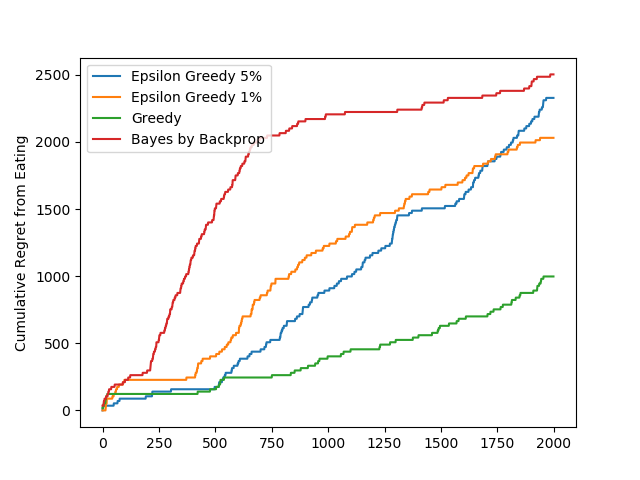 2500
2000
1500
1000
500
0
Cumulative Regret from Eating
Epsilon Greedy 5%
Epsilon Greedy 1%
Greedy
Bayes by Backprop
0 250 500 750 1000 1250 1500 1750 2000